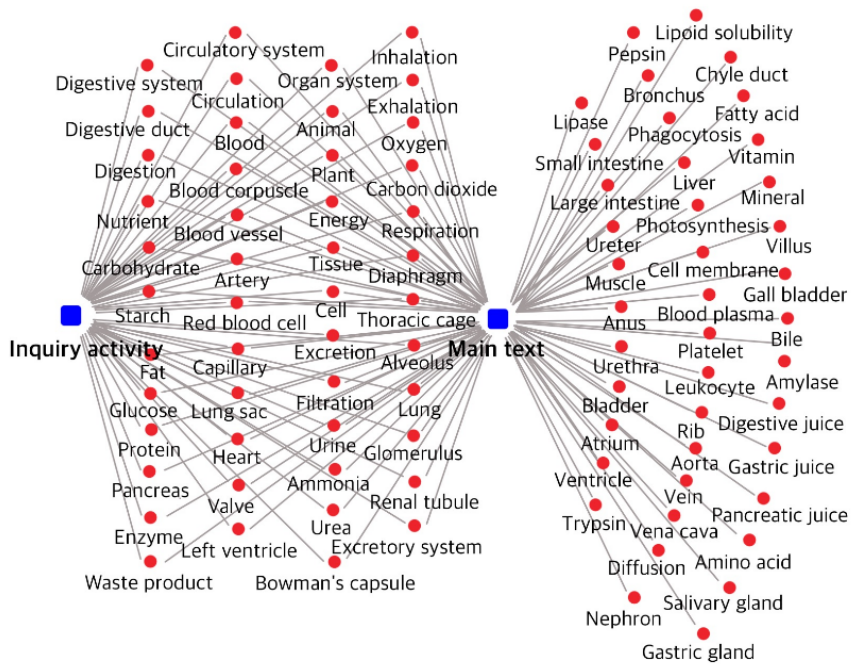 Circulatory system
Inhalation
Digestive system
Organ system
Circulation
Exhalation
Digestive duct
Animal
Blood
Oxygen
Digestion
Plant
Blood corpuscle
Carbon dioxide
Nutrient
Energy
Blood vessel
Respiration
Carbohydrate
Tissue
Artery
Diaphragm
Starch
Cell
Red blood cell
Thoracic cage
Inquiry activity
Excretion
Main text
Fat
Capillary
Alveolus
Glucose
Lung sac
Filtration
Lung
Protein
Heart
Urine
Glomerulus
Pancreas
Valve
Ammonia
Renal tubule
Enzyme
Left ventricle
Urea
Excretory system
Waste product
Bowman's capsule
Lipoid solubility
Pepsin
Chyle duct
Bronchus
Fatty acid
Lipase
Phagocytosis
Vitamin
Small intestine
Liver
Mineral
Large intestine
Photosynthesis
Villus
Ureter
Cell membrane
Muscle
Gall bladder
Blood plasma
Anus
Bile
Platelet
Urethra
Leukocyte
Amylase
Bladder
Digestive juice
Rib
Atrium
Gastric juice
Aorta
Ventricle
Vein
Pancreatic juice
Trypsin
Vena cava
Amino acid
Diffusion
Salivary gland
Nephron
Gastric gland